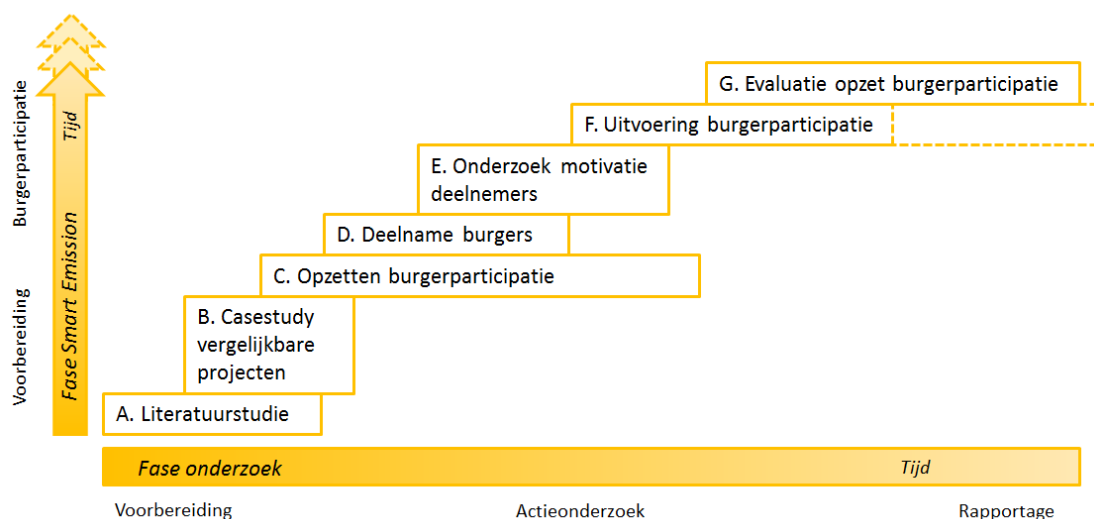 G. Evaluatie opzet burgerparticipatie
F. Uitvoering burgerparticipatie
E. Onderzoek motivatie
deelnemers
D. Deelname burgers
C. Opzetten burgerparticipatie
B. Casestudy
vergelijkbare
projecten
A. Literatuurstudie
Burgerparticipatie
Voorbereiding
Tijd
Fase Smart Emission
Fase onderzoek
Tijd
Voorbereiding
Actieonderzoek
Rapportage